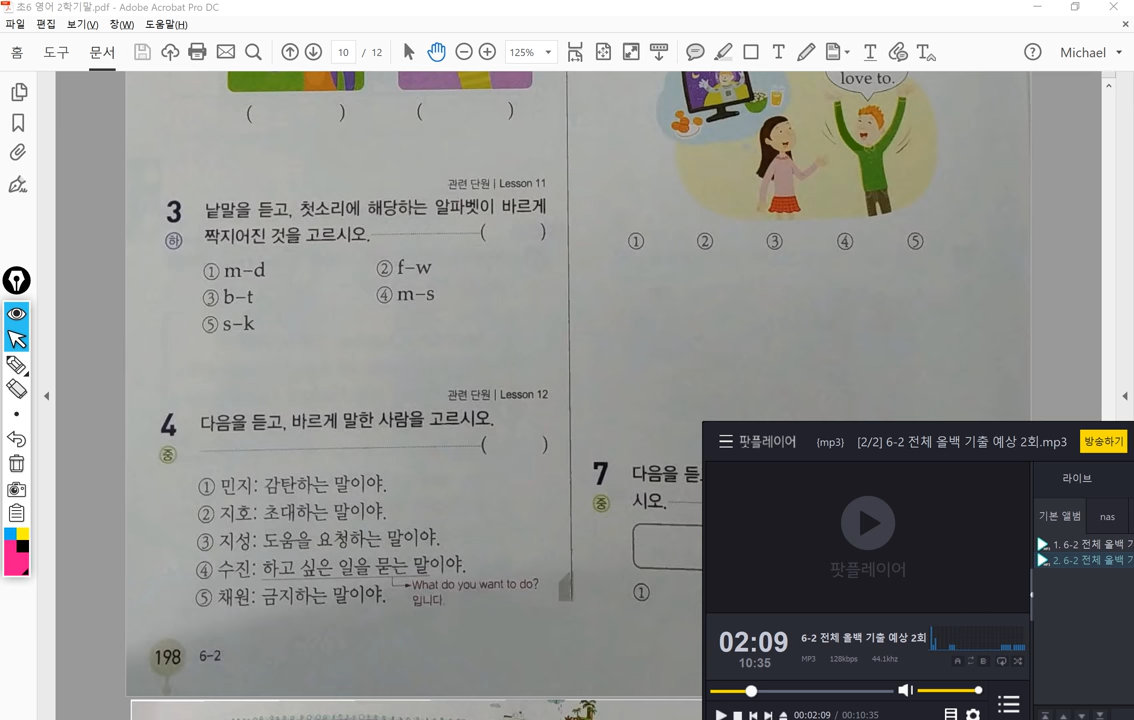 초6 영어 2학기말.pdf - Adobe Acrobat Pro DC
파일 편집 보기(V) 창(W) 도움말(H)
홈 도구 문서 10 / 12 125% Michael
love to.
( ) ( )
관련 단원 | Lesson 11
3 낱말을 듣고, 첫소리에 해당하는 알파벳이 바르게
하 짝지어진 것을 고르시오. ( )
① m-d ② f-w
③ b-t ④ m-s
⑤ s-k
① ② ③ ④ ⑤
관련 단원 | Lesson 12
4 다음을 듣고, 바르게 말한 사람을 고르시오.
중 ( )
① 민지: 감탄하는 말이야.
② 지호: 초대하는 말이야.
③ 지성: 도움을 요청하는 말이야.
④ 수진: 하고 싶은 일을 묻는 말이야.
What do you want to do?
⑤ 채원: 금지하는 말이야. 입니다.
198 6-2
7 다음을 듣
중 시오.
①
팟플레이어 (mp3) [2/2] 6-2 전체 올백 기출 예상 2회.mp3 방송하기
라이브
기본 앨범 nas
1. 6-2 전체 올백 기
2. 6-2 전체 올백 기
팟플레이어
02:09 6-2 전체 올백 기출 예상 2회
10:35 MP3 128kbps 44.1khz A B
00:02:09 / 00:10:35